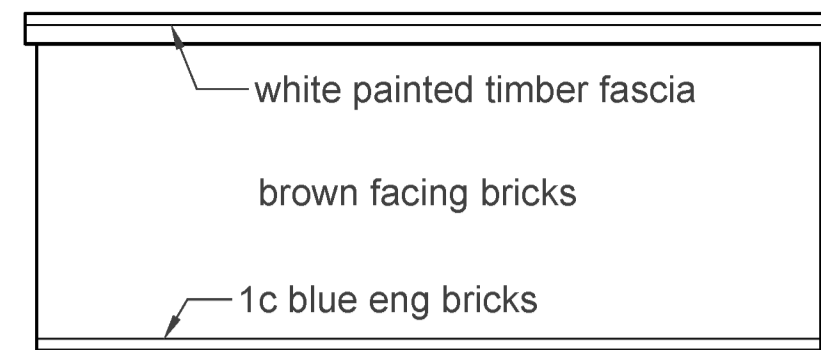 white painted timber fascia
brown facing bricks
1c blue eng bricks